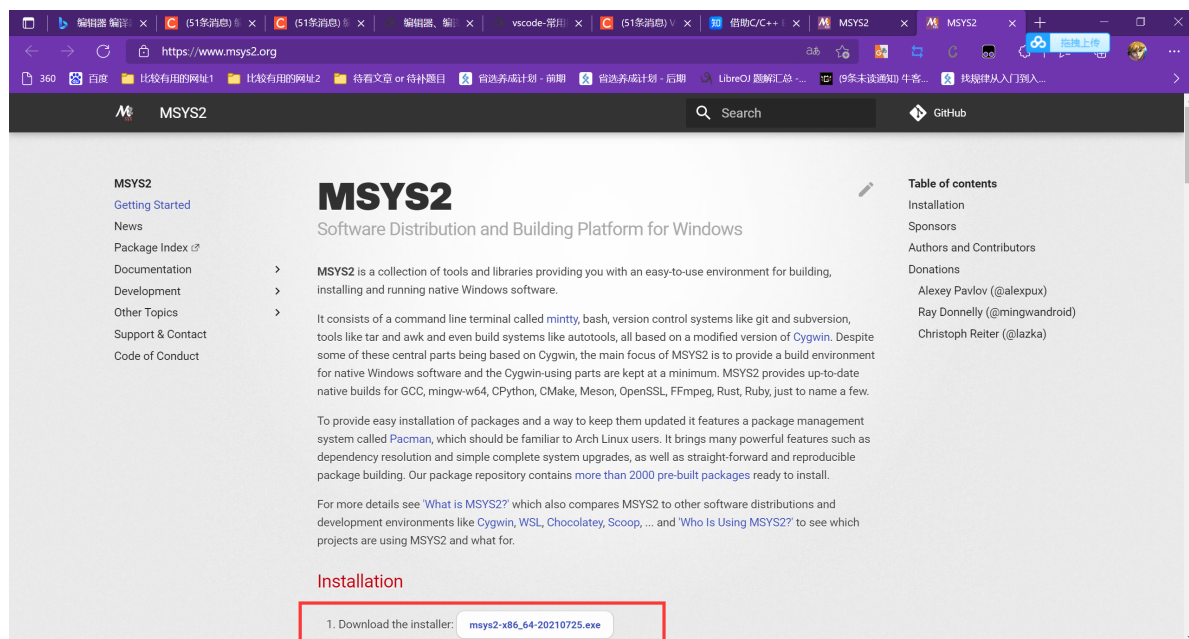 编辑器 编译
(51条消息)
(51条消息)
编辑器、编
vscode-常用
(51条消息) V
知 借助C/C++
MSYS2
MSYS2
https://www.msys2.org
拖拽上传
360 百度 比较有用的网址1 比较有用的网址2 待看文章 or 待补题目 省选养成计划 - 前期 省选养成计划 - 后期 LibreOJ 题解汇总 -... (9条未读通知) 牛客... 找规律从入门到入...
MSYS2 Search GitHub
MSYS2
Getting Started
News
Package Index
Documentation
Development
Other Topics
Support & Contact
Code of Conduct
MSYS2
Software Distribution and Building Platform for Windows
MSYS2 is a collection of tools and libraries providing you with an easy-to-use environment for building,
installing and running native Windows software.
It consists of a command line terminal called mintty, bash, version control systems like git and subversion,
tools like tar and awk and even build systems like autotools, all based on a modified version of Cygwin. Despite
some of these central parts being based on Cygwin, the main focus of MSYS2 is to provide a build environment
for native Windows software and the Cygwin-using parts are kept at a minimum. MSYS2 provides up-to-date
native builds for GCC, mingw-w64, CPython, CMake, Meson, OpenSSL, FFmpeg, Rust, Ruby, just to name a few.
To provide easy installation of packages and a way to keep them updated it features a package management
system called Pacman, which should be familiar to Arch Linux users. It brings many powerful features such as
dependency resolution and simple complete system upgrades, as well as straight-forward and reproducible
package building. Our package repository contains more than 2000 pre-built packages ready to install.
For more details see 'What is MSYS2?' which also compares MSYS2 to other software distributions and
development environments like Cygwin, WSL, Chocolatey, Scoop, ... and 'Who Is Using MSYS2?' to see which
projects are using MSYS2 and what for.
Installation
1. Download the installer: msys2-x86_64-20210725.exe
Table of contents
Installation
Sponsors
Authors and Contributors
Donations
Alexey Pavlov (@alexpux)
Ray Donnelly (@mingwandroid)
Christoph Reiter (@lazka)